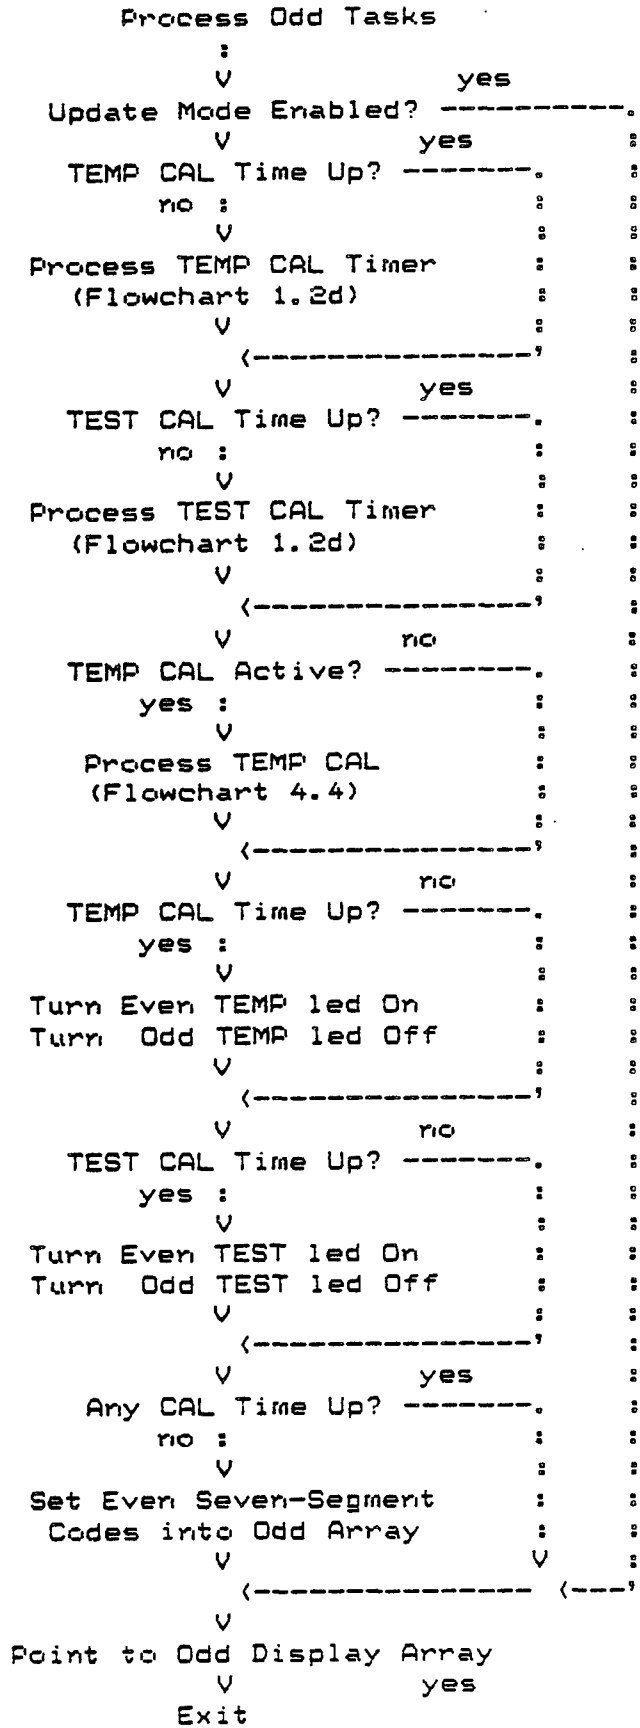 Process Odd Tasks
:
V yes
Update Mode Enabled? ----------.
V yes :
TEMP CAL Time Up? -------. :
no : : :
V : :
Process TEMP CAL Timer : :
(Flowchart 1.2d) : :
V : :
<---------------' :
V yes :
TEST CAL Time Up? -------. :
no : : :
V : :
Process TEST CAL Timer : :
(Flowchart 1.2d) : :
V : :
<---------------' :
V no :
TEMP CAL Active? --------. :
yes : : :
V : :
Process TEMP CAL : :
(Flowchart 4.4) : :
V : :
<---------------' :
V no :
TEMP CAL Time Up? -------. :
yes : : :
V : :
Turn Even TEMP led On : :
Turn Odd TEMP led Off : :
V : :
<---------------' :
V no :
TEST CAL Time Up? -------. :
yes : : :
V : :
Turn Even TEST led On : :
Turn Odd TEST led Off : :
V : :
<---------------' :
V yes :
Any CAL Time Up? -------. :
no : : :
V : :
Set Even Seven-Segment : :
Codes into Odd Array : :
V V :
<--------------- <---'
V
Point to Odd Display Array
V yes
Exit